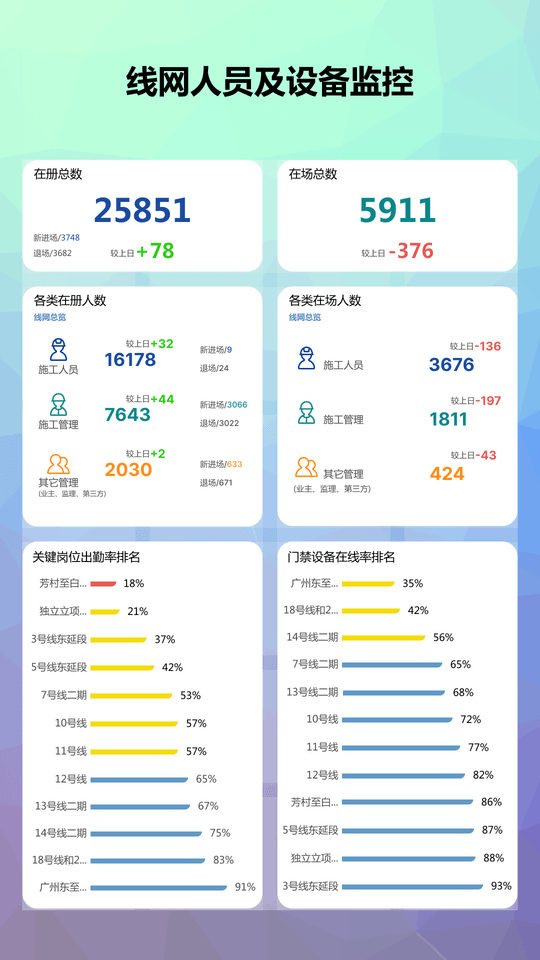 线网人员及设备监控
在册总数
25851
新进场/3748
退场/3682
较上日+78
在场总数
5911
较上日-376
各类在册人数
线网总览
施工人员
较上日+32
16178
新进场/9
退场/24
施工管理
较上日+44
7643
新进场/3066
退场/3022
其它管理
(业主、监理、第三方)
较上日+2
2030
新进场/633
退场/671
各类在场人数
线网总览
施工人员
较上日-136
3676
施工管理
较上日-197
1811
其它管理
(业主、监理、第三方)
较上日-43
424
关键岗位出勤率排名
芳村至白... 18%
独立立项... 21%
3号线东延段 37%
5号线东延段 42%
7号线二期 53%
10号线 57%
11号线 57%
12号线 65%
13号线二期 67%
14号线二期 75%
18号线和2... 83%
广州东至... 91%
门禁设备在线率排名
广州东至... 35%
18号线和2... 42%
14号线二期 56%
7号线二期 65%
13号线二期 68%
10号线 72%
11号线 77%
12号线 82%
芳村至白... 86%
5号线东延段 87%
独立立项... 88%
3号线东延段 93%